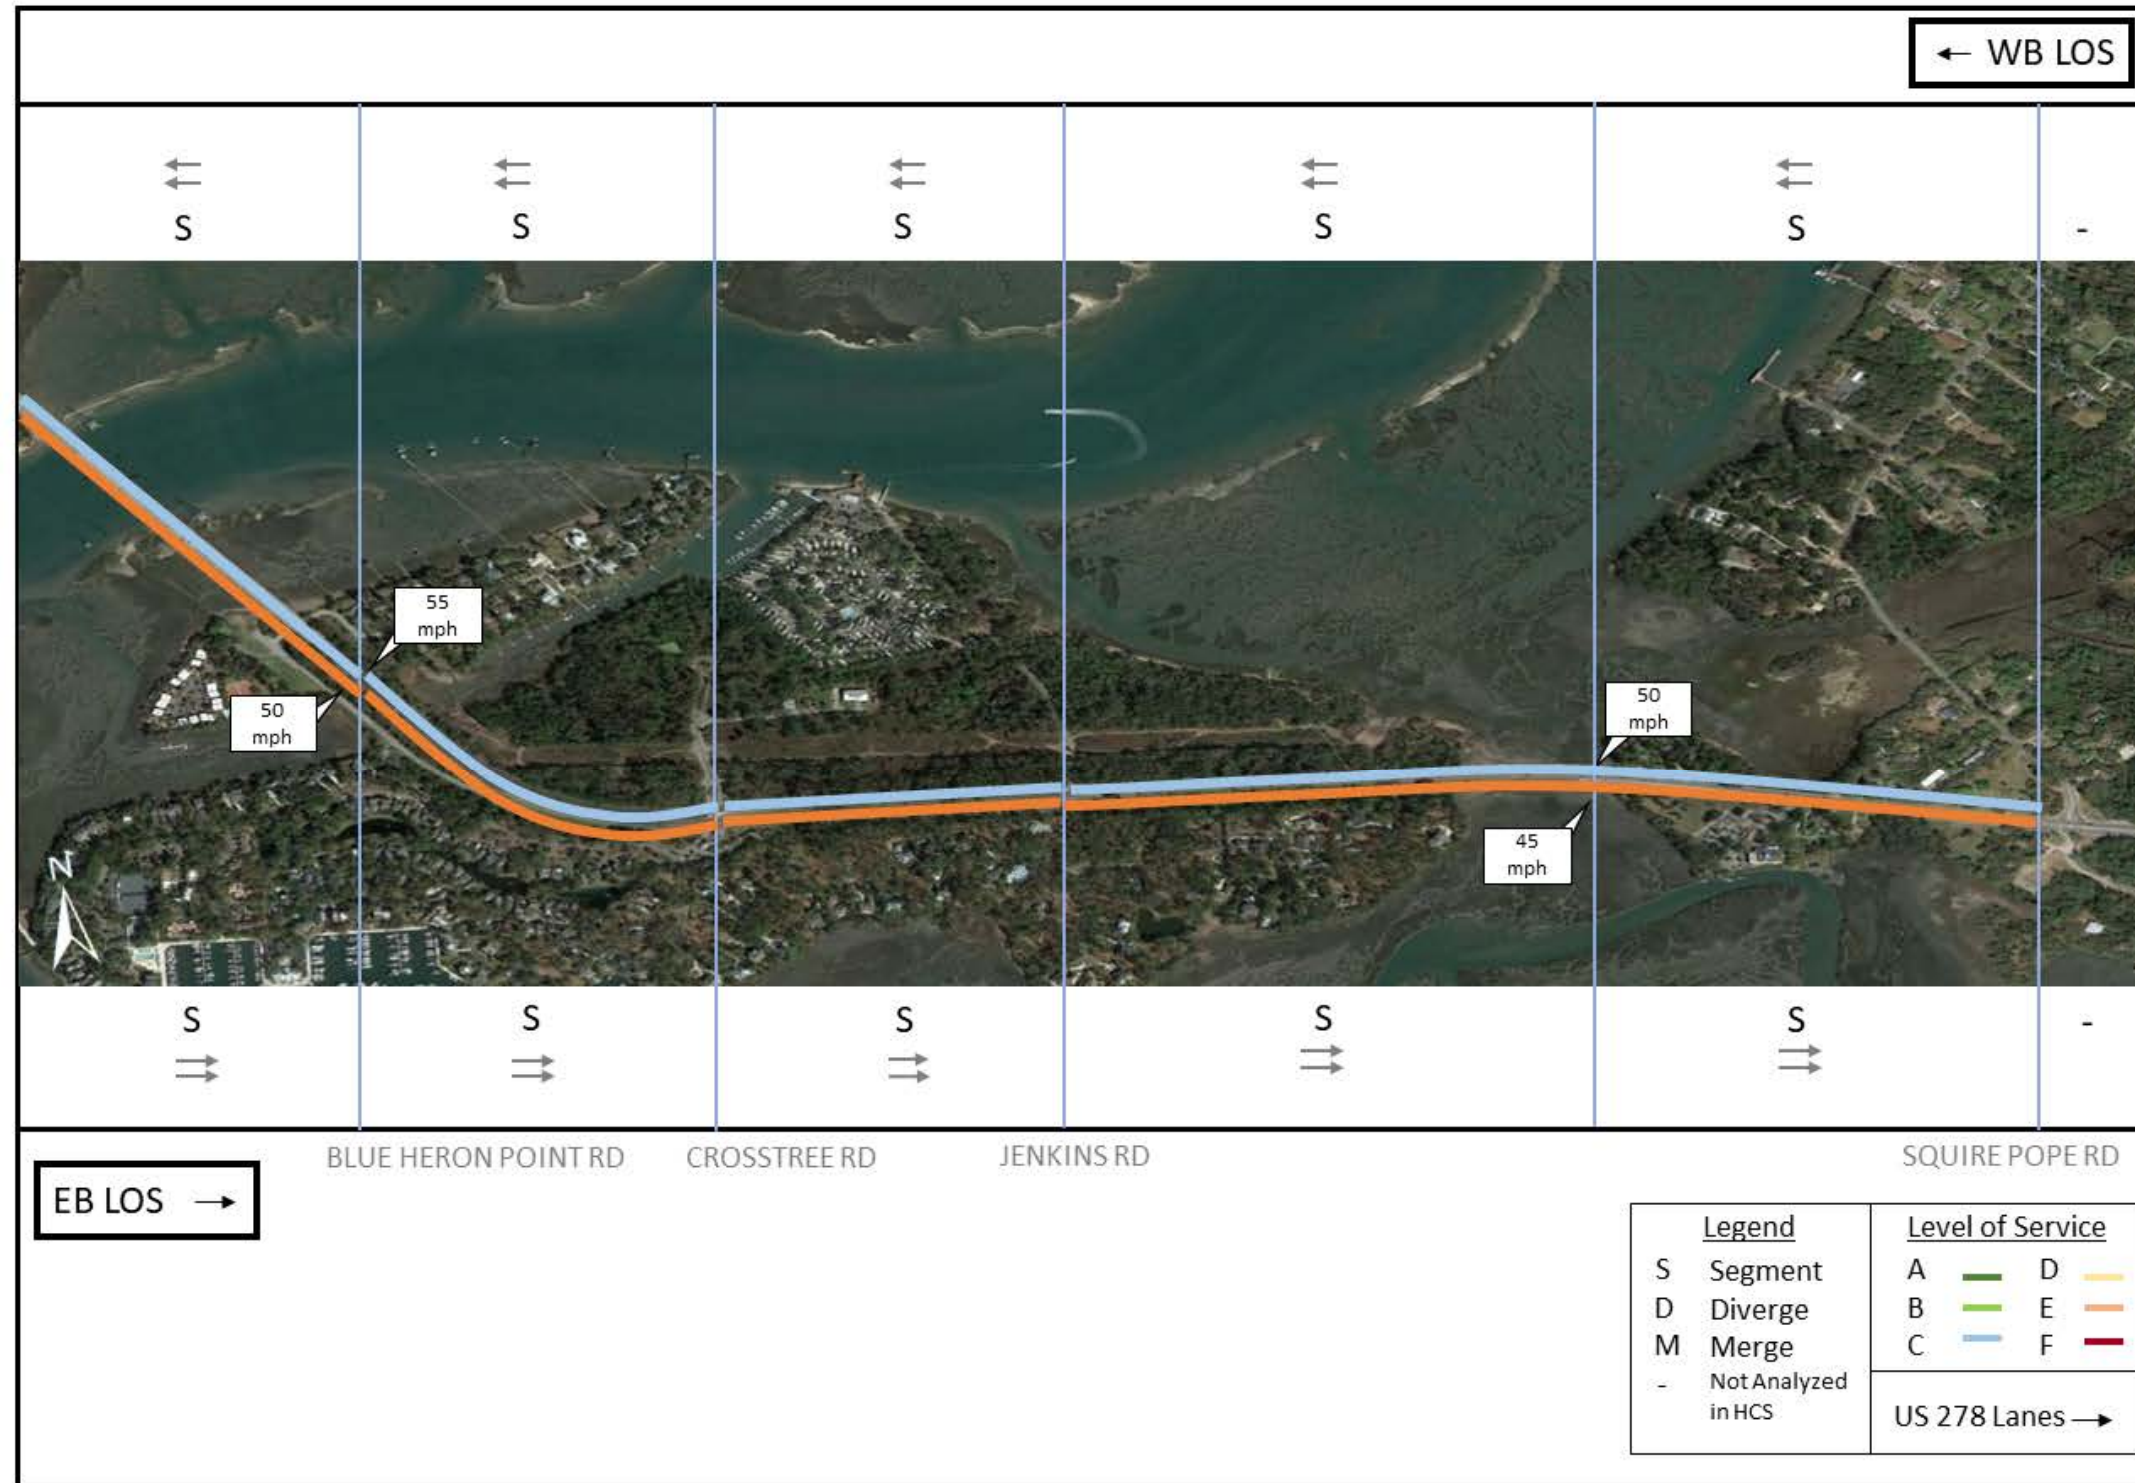 ← WB LOS
S S S S S -
55
mph
50
mph
50
mph
45
mph
N
S S S S S -
BLUE HERON POINT RD CROSSTREE RD JENKINS RD SQUIRE POPE RD
EB LOS →
Legend
S Segment
D Diverge
M Merge
- Not Analyzed
in HCS
Level of Service
A D
B E
C F
US 278 Lanes →